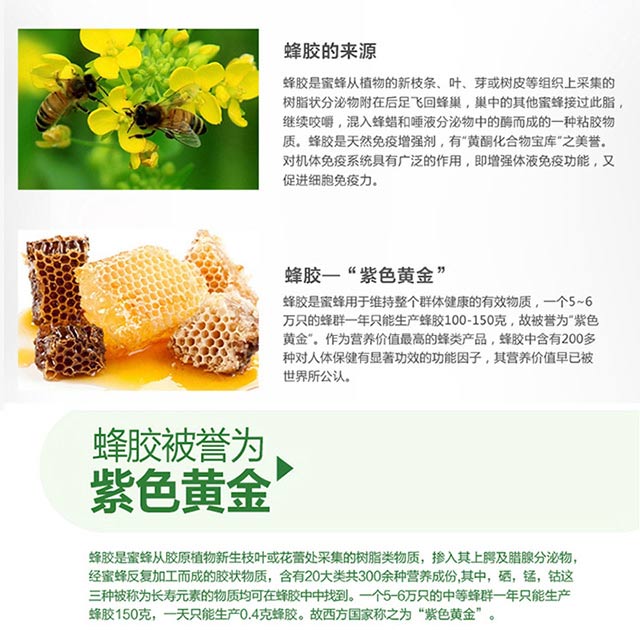 蜂胶的来源
蜂胶是蜜蜂从植物的新枝条、叶、芽或树皮等组织上采集的
树脂状分泌物附在后足飞回蜂巢，巢中的其他蜜蜂接过此脂，
继续咬嚼，混入蜂蜡和唾液分泌物中的酶而成的一种粘胶物
质。蜂胶是天然免疫增强剂，有“黄酮化合物宝库”之美誉。
对机体免疫系统具有广泛的作用，即增强体液免疫功能，又
促进细胞免疫力。
蜂胶—“紫色黄金”
蜂胶是蜜蜂用于维持整个群体健康的有效物质，一个5~6
万只的蜂群一年只能生产蜂胶100-150克，故被誉为“紫色
黄金”。作为营养价值最高的蜂类产品，蜂胶中含有200多
种对人体保健有显著功效的功能因子，其营养价值早已被
世界所公认。
蜂胶被誉为
紫色黄金
蜂胶是蜜蜂从胶原植物新生枝叶或花蕾处采集的树脂类物质，掺入其上腭及腊腺分泌物，
经蜜蜂反复加工而成的胶状物质，含有20大类共300余种营养成份,其中，硒，锰，钴这
三种被称为长寿元素的物质均可在蜂胶中中找到。一个5-6万只的中等蜂群一年只能生产
蜂胶150克，一天只能生产0.4克蜂胶。故西方国家称之为“紫色黄金”。